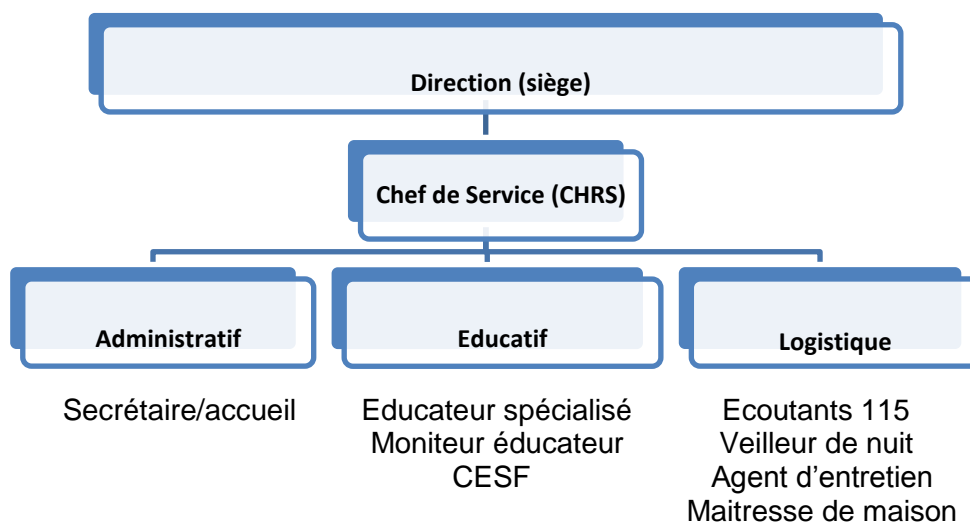 Direction (siège)
Chef de Service (CHRS)
Administratif
Educatif
Logistique
Secrétaire/accueil
Educateur spécialisé
Moniteur éducateur
CESF
Ecoutants 115
Veilleur de nuit
Agent d’entretien
Maitresse de maison